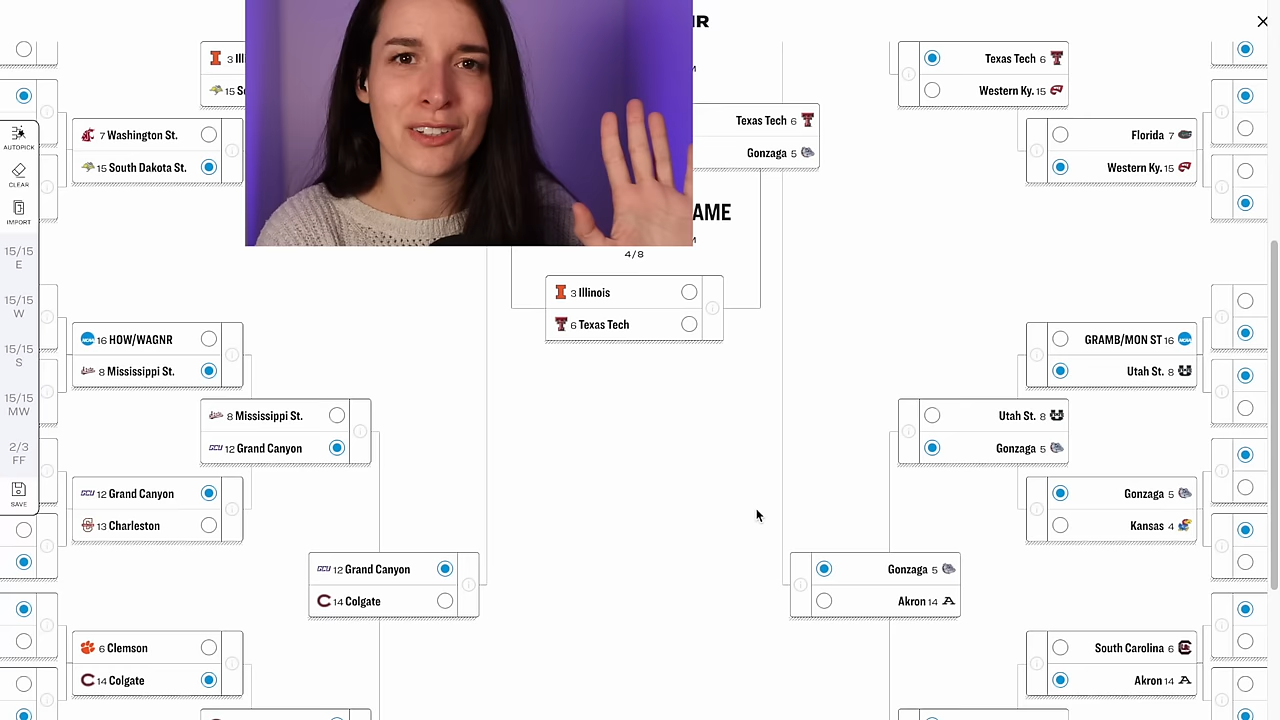 AUTOPICK
CLEAR
IMPORT
15/15
E
15/15
W
15/15
S
15/15
MW
2/3
FF
SAVE
3 Ill
15 S
7 Washington St.
15 South Dakota St.
16 HOW/WAGNR
8 Mississippi St.
8 Mississippi St.
12 Grand Canyon
12 Grand Canyon
13 Charleston
12 Grand Canyon
14 Colgate
6 Clemson
14 Colgate
IR
M
Texas Tech 6
Gonzaga 5
AME
M
4/8
3 Illinois
6 Texas Tech
Texas Tech 6
Western Ky. 15
Florida 7
Western Ky. 15
GRAMB/MON ST 16
Utah St. 8
Utah St. 8
Gonzaga 5
Gonzaga 5
Kansas 4
Gonzaga 5
Akron 14
South Carolina 6
Akron 14